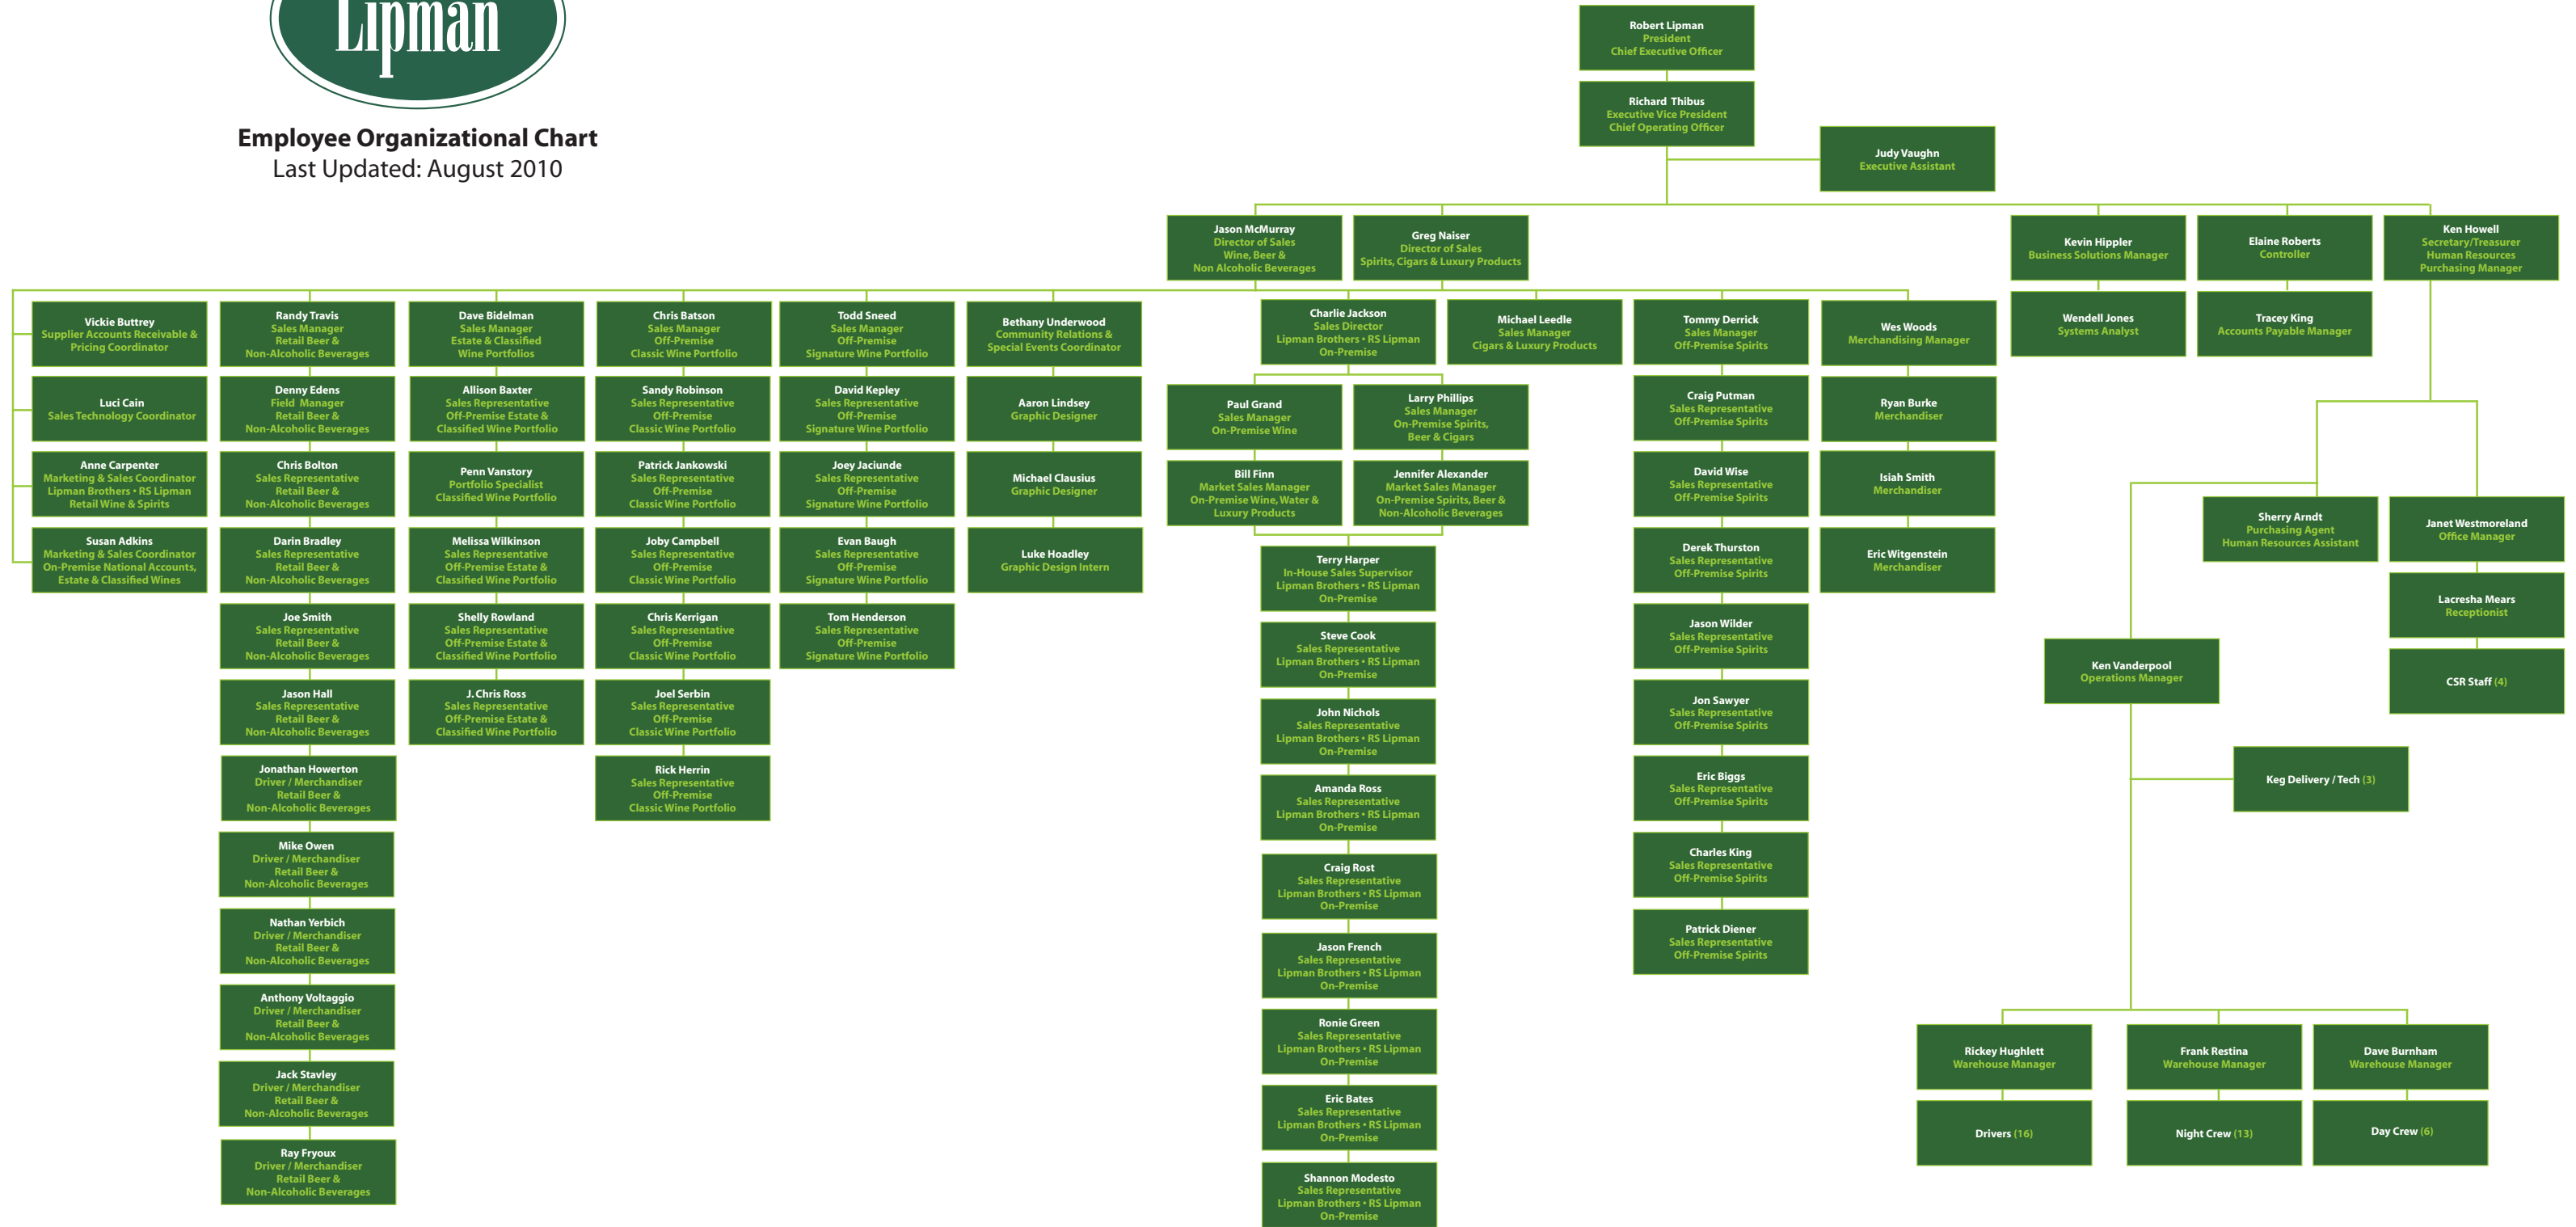 Lipman
Employee Organizational Chart
Last Updated: August 2010
Robert Lipman
President
Chief Executive Officer
Richard Thibus
Executive Vice President
Chief Operating Officer
Judy Vaughn
Executive Assistant
Jason McMurray
Director of Sales
Wine, Beer &
Non Alcoholic Beverages
Greg Naiser
Director of Sales
Spirits, Cigars & Luxury Products
Kevin Hippler
Business Solutions Manager
Elaine Roberts
Controller
Ken Howell
Secretary/Treasurer
Human Resources
Purchasing Manager
Vickie Buttrey
Supplier Accounts Receivable &
Pricing Coordinator
Luci Cain
Sales Technology Coordinator
Anne Carpenter
Marketing & Sales Coordinator
Lipman Brothers • RS Lipman
Retail Wine & Spirits
Susan Adkins
Marketing & Sales Coordinator
On-Premise National Accounts,
Estate & Classified Wines
Randy Travis
Sales Manager
Retail Beer &
Non-Alcoholic Beverages
Denny Edens
Field Manager
Retail Beer &
Non-Alcoholic Beverages
Chris Bolton
Sales Representative
Retail Beer &
Non-Alcoholic Beverages
Darin Bradley
Sales Representative
Retail Beer &
Non-Alcoholic Beverages
Joe Smith
Sales Representative
Retail Beer &
Non-Alcoholic Beverages
Jason Hall
Sales Representative
Retail Beer &
Non-Alcoholic Beverages
Jonathan Howerton
Driver / Merchandiser
Retail Beer &
Non-Alcoholic Beverages
Mike Owen
Driver / Merchandiser
Retail Beer &
Non-Alcoholic Beverages
Nathan Yerbich
Driver / Merchandiser
Retail Beer &
Non-Alcoholic Beverages
Anthony Voltaggio
Driver / Merchandiser
Retail Beer &
Non-Alcoholic Beverages
Jack Stavley
Driver / Merchandiser
Retail Beer &
Non-Alcoholic Beverages
Ray Fryoux
Driver / Merchandiser
Retail Beer &
Non-Alcoholic Beverages
Dave Bidelman
Sales Manager
Estate & Classified
Wine Portfolios
Allison Baxter
Sales Representative
Off-Premise Estate &
Classified Wine Portfolio
Penn Vanstory
Portfolio Specialist
Classified Wine Portfolio
Melissa Wilkinson
Sales Representative
Off-Premise Estate &
Classified Wine Portfolio
Shelly Rowland
Sales Representative
Off-Premise Estate &
Classified Wine Portfolio
J. Chris Ross
Sales Representative
Off-Premise Estate &
Classified Wine Portfolio
Chris Batson
Sales Manager
Off-Premise
Classic Wine Portfolio
Sandy Robinson
Sales Representative
Off-Premise
Classic Wine Portfolio
Patrick Jankowski
Sales Representative
Off-Premise
Classic Wine Portfolio
Joby Campbell
Sales Representative
Off-Premise
Classic Wine Portfolio
Chris Kerrigan
Sales Representative
Off-Premise
Classic Wine Portfolio
Joel Serbin
Sales Representative
Off-Premise
Classic Wine Portfolio
Rick Herrin
Sales Representative
Off-Premise
Classic Wine Portfolio
Todd Sneed
Sales Manager
Off-Premise
Signature Wine Portfolio
David Kepley
Sales Representative
Off-Premise
Signature Wine Portfolio
Joey Jaciunde
Sales Representative
Off-Premise
Signature Wine Portfolio
Evan Baugh
Sales Representative
Off-Premise
Signature Wine Portfolio
Tom Henderson
Sales Representative
Off-Premise
Signature Wine Portfolio
Bethany Underwood
Community Relations &
Special Events Coordinator
Aaron Lindsey
Graphic Designer
Michael Clausius
Graphic Designer
Luke Hoadley
Graphic Design Intern
Charlie Jackson
Sales Director
Lipman Brothers • RS Lipman
On-Premise
Paul Grand
Sales Manager
On-Premise Wine
Larry Phillips
Sales Manager
On-Premise Spirits,
Beer & Cigars
Bill Finn
Market Sales Manager
On-Premise Wine, Water &
Luxury Products
Jennifer Alexander
Market Sales Manager
On-Premise Spirits, Beer &
Non-Alcoholic Beverages
Terry Harper
In-House Sales Supervisor
Lipman Brothers • RS Lipman
On-Premise
Steve Cook
Sales Representative
Lipman Brothers • RS Lipman
On-Premise
John Nichols
Sales Representative
Lipman Brothers • RS Lipman
On-Premise
Amanda Ross
Sales Representative
Lipman Brothers • RS Lipman
On-Premise
Craig Rost
Sales Representative
Lipman Brothers • RS Lipman
On-Premise
Jason French
Sales Representative
Lipman Brothers • RS Lipman
On-Premise
Ronie Green
Sales Representative
Lipman Brothers • RS Lipman
On-Premise
Eric Bates
Sales Representative
Lipman Brothers • RS Lipman
On-Premise
Shannon Modesto
Sales Representative
Lipman Brothers • RS Lipman
On-Premise
Michael Leedle
Sales Manager
Cigars & Luxury Products
Tommy Derrick
Sales Manager
Off-Premise Spirits
Craig Putman
Sales Representative
Off-Premise Spirits
David Wise
Sales Representative
Off-Premise Spirits
Derek Thurston
Sales Representative
Off-Premise Spirits
Jason Wilder
Sales Representative
Off-Premise Spirits
Jon Sawyer
Sales Representative
Off-Premise Spirits
Eric Biggs
Sales Representative
Off-Premise Spirits
Charles King
Sales Representative
Off-Premise Spirits
Patrick Diener
Sales Representative
Off-Premise Spirits
Wes Woods
Merchandising Manager
Ryan Burke
Merchandiser
Isiah Smith
Merchandiser
Eric Witgenstein
Merchandiser
Wendell Jones
Systems Analyst
Tracey King
Accounts Payable Manager
Sherry Arndt
Purchasing Agent
Human Resources Assistant
Janet Westmoreland
Office Manager
Lacresha Mears
Receptionist
CSR Staff (4)
Ken Vanderpool
Operations Manager
Keg Delivery / Tech (3)
Rickey Hughlett
Warehouse Manager
Drivers (16)
Frank Restina
Warehouse Manager
Night Crew (13)
Dave Burnham
Warehouse Manager
Day Crew (6)